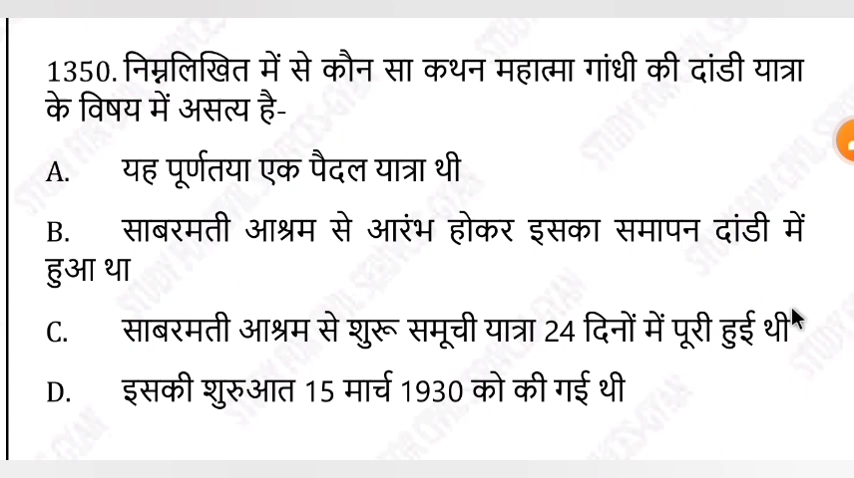 1350. निम्नलिखित में से कौन सा कथन महात्मा गांधी की दांडी यात्रा
के विषय में असत्य है-
A. यह पूर्णतया एक पैदल यात्रा थी
B. साबरमती आश्रम से आरंभ होकर इसका समापन दांडी में
हुआ था
C. साबरमती आश्रम से शुरू समूची यात्रा 24 दिनों में पूरी हुई थी
D. इसकी शुरुआत 15 मार्च 1930 को की गई थी